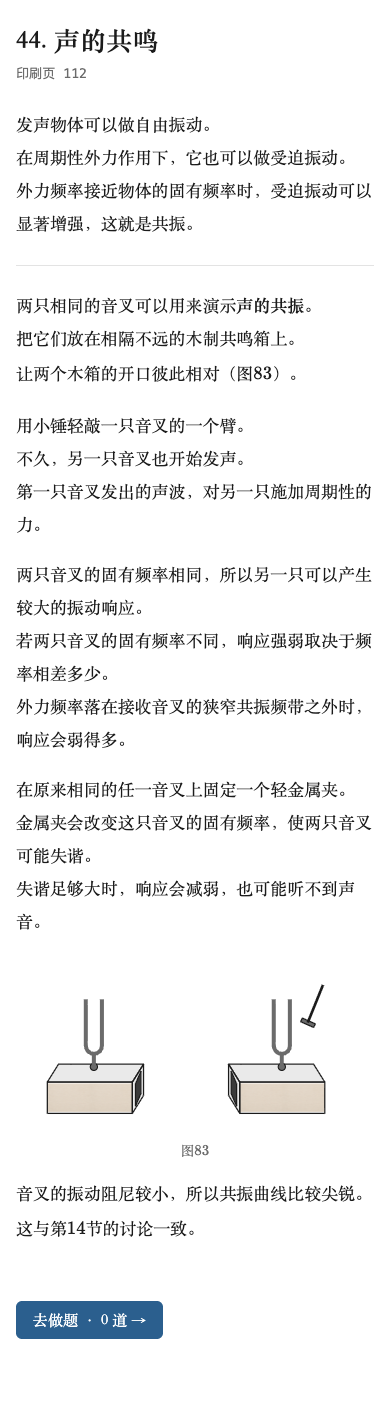 44. 声的共鸣
印刷页 112
发声物体可以做自由振动。
在周期性外力作用下，它也可以做受迫振动。
外力频率接近物体的固有频率时，受迫振动可以
显著增强，这就是共振。
两只相同的音叉可以用来演示声的共振。
把它们放在相隔不远的木制共鸣箱上。
让两个木箱的开口彼此相对（图83）。
用小锤轻敲一只音叉的一个臂。
不久，另一只音叉也开始发声。
第一只音叉发出的声波，对另一只施加周期性的
力。
两只音叉的固有频率相同，所以另一只可以产生
较大的振动响应。
若两只音叉的固有频率不同，响应强弱取决于频
率相差多少。
外力频率落在接收音叉的狭窄共振频带之外时，
响应会弱得多。
在原来相同的任一音叉上固定一个轻金属夹。
金属夹会改变这只音叉的固有频率，使两只音叉
可能失谐。
失谐足够大时，响应会减弱，也可能听不到声
音。
图83
音叉的振动阻尼较小，所以共振曲线比较尖锐。
这与第14节的讨论一致。
去做题 · 0 道 →